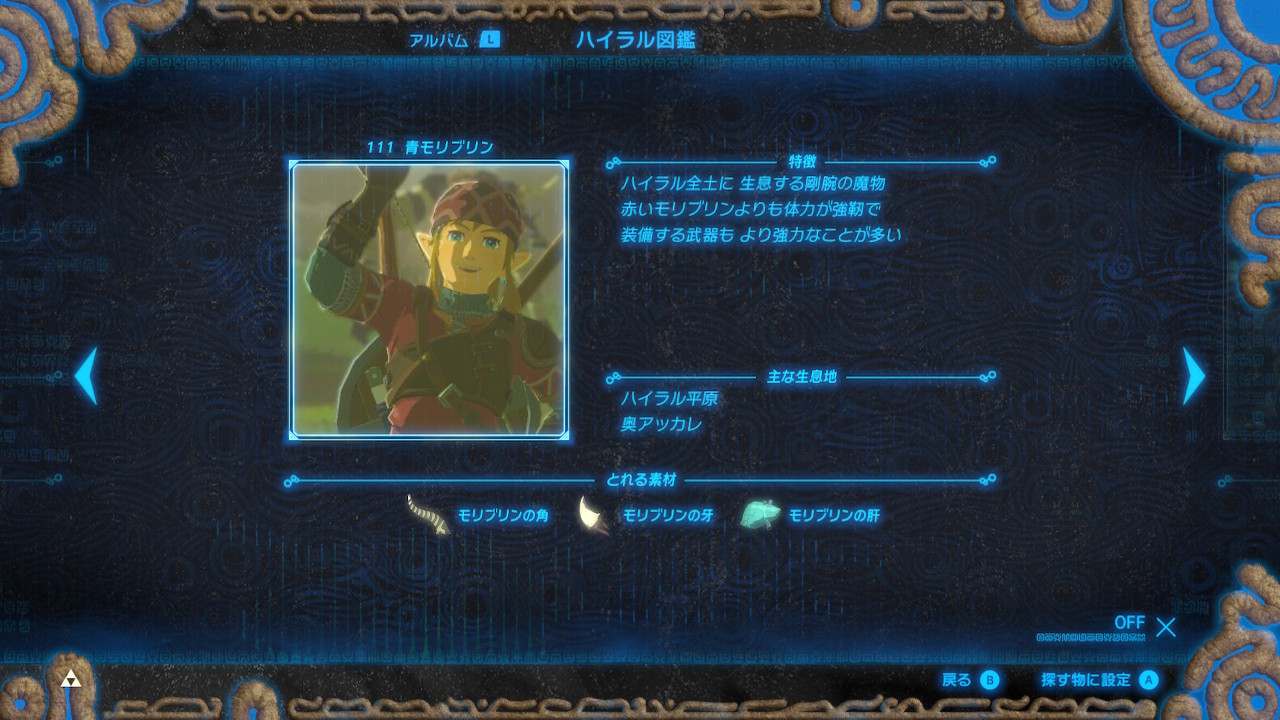 アルバム L
ハイラル図鑑
111 青モリブリン
特徴
ハイラル全土に 生息する剛腕の魔物
赤いモリブリンよりも体力が強靭で
装備する武器も より強力なことが多い
主な生息地
ハイラル平原
奥アッカレ
とれる素材
モリブリンの角 モリブリンの牙 モリブリンの肝
という
OFF
戻る B 探す物に設定 A